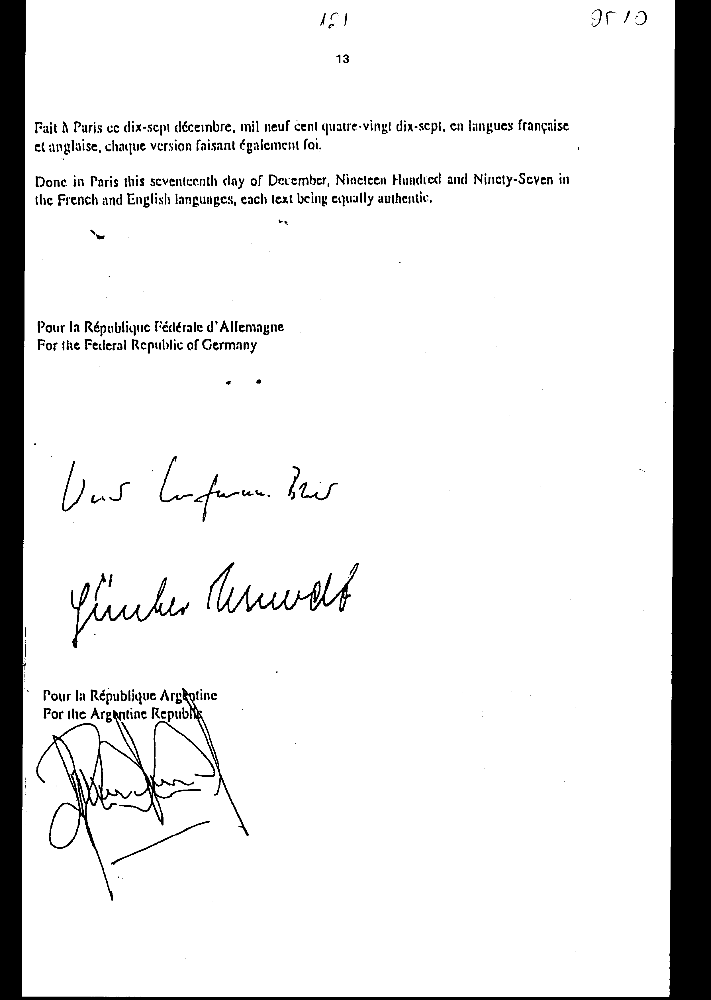 121
9510
13
Fait à Paris ce dix-sept décembre, mil neuf cent quatre-vingt dix-sept, en langues française
et anglaise, chaque version faisant également foi.
Done in Paris this seventeenth day of December, Nineteen Hundred and Ninety-Seven in
the French and English languages, each text being equally authentic.
Pour la République Fédérale d'Allemagne
For the Federal Republic of Germany
Günther
Pour la République Argentine
For the Argentine Republic